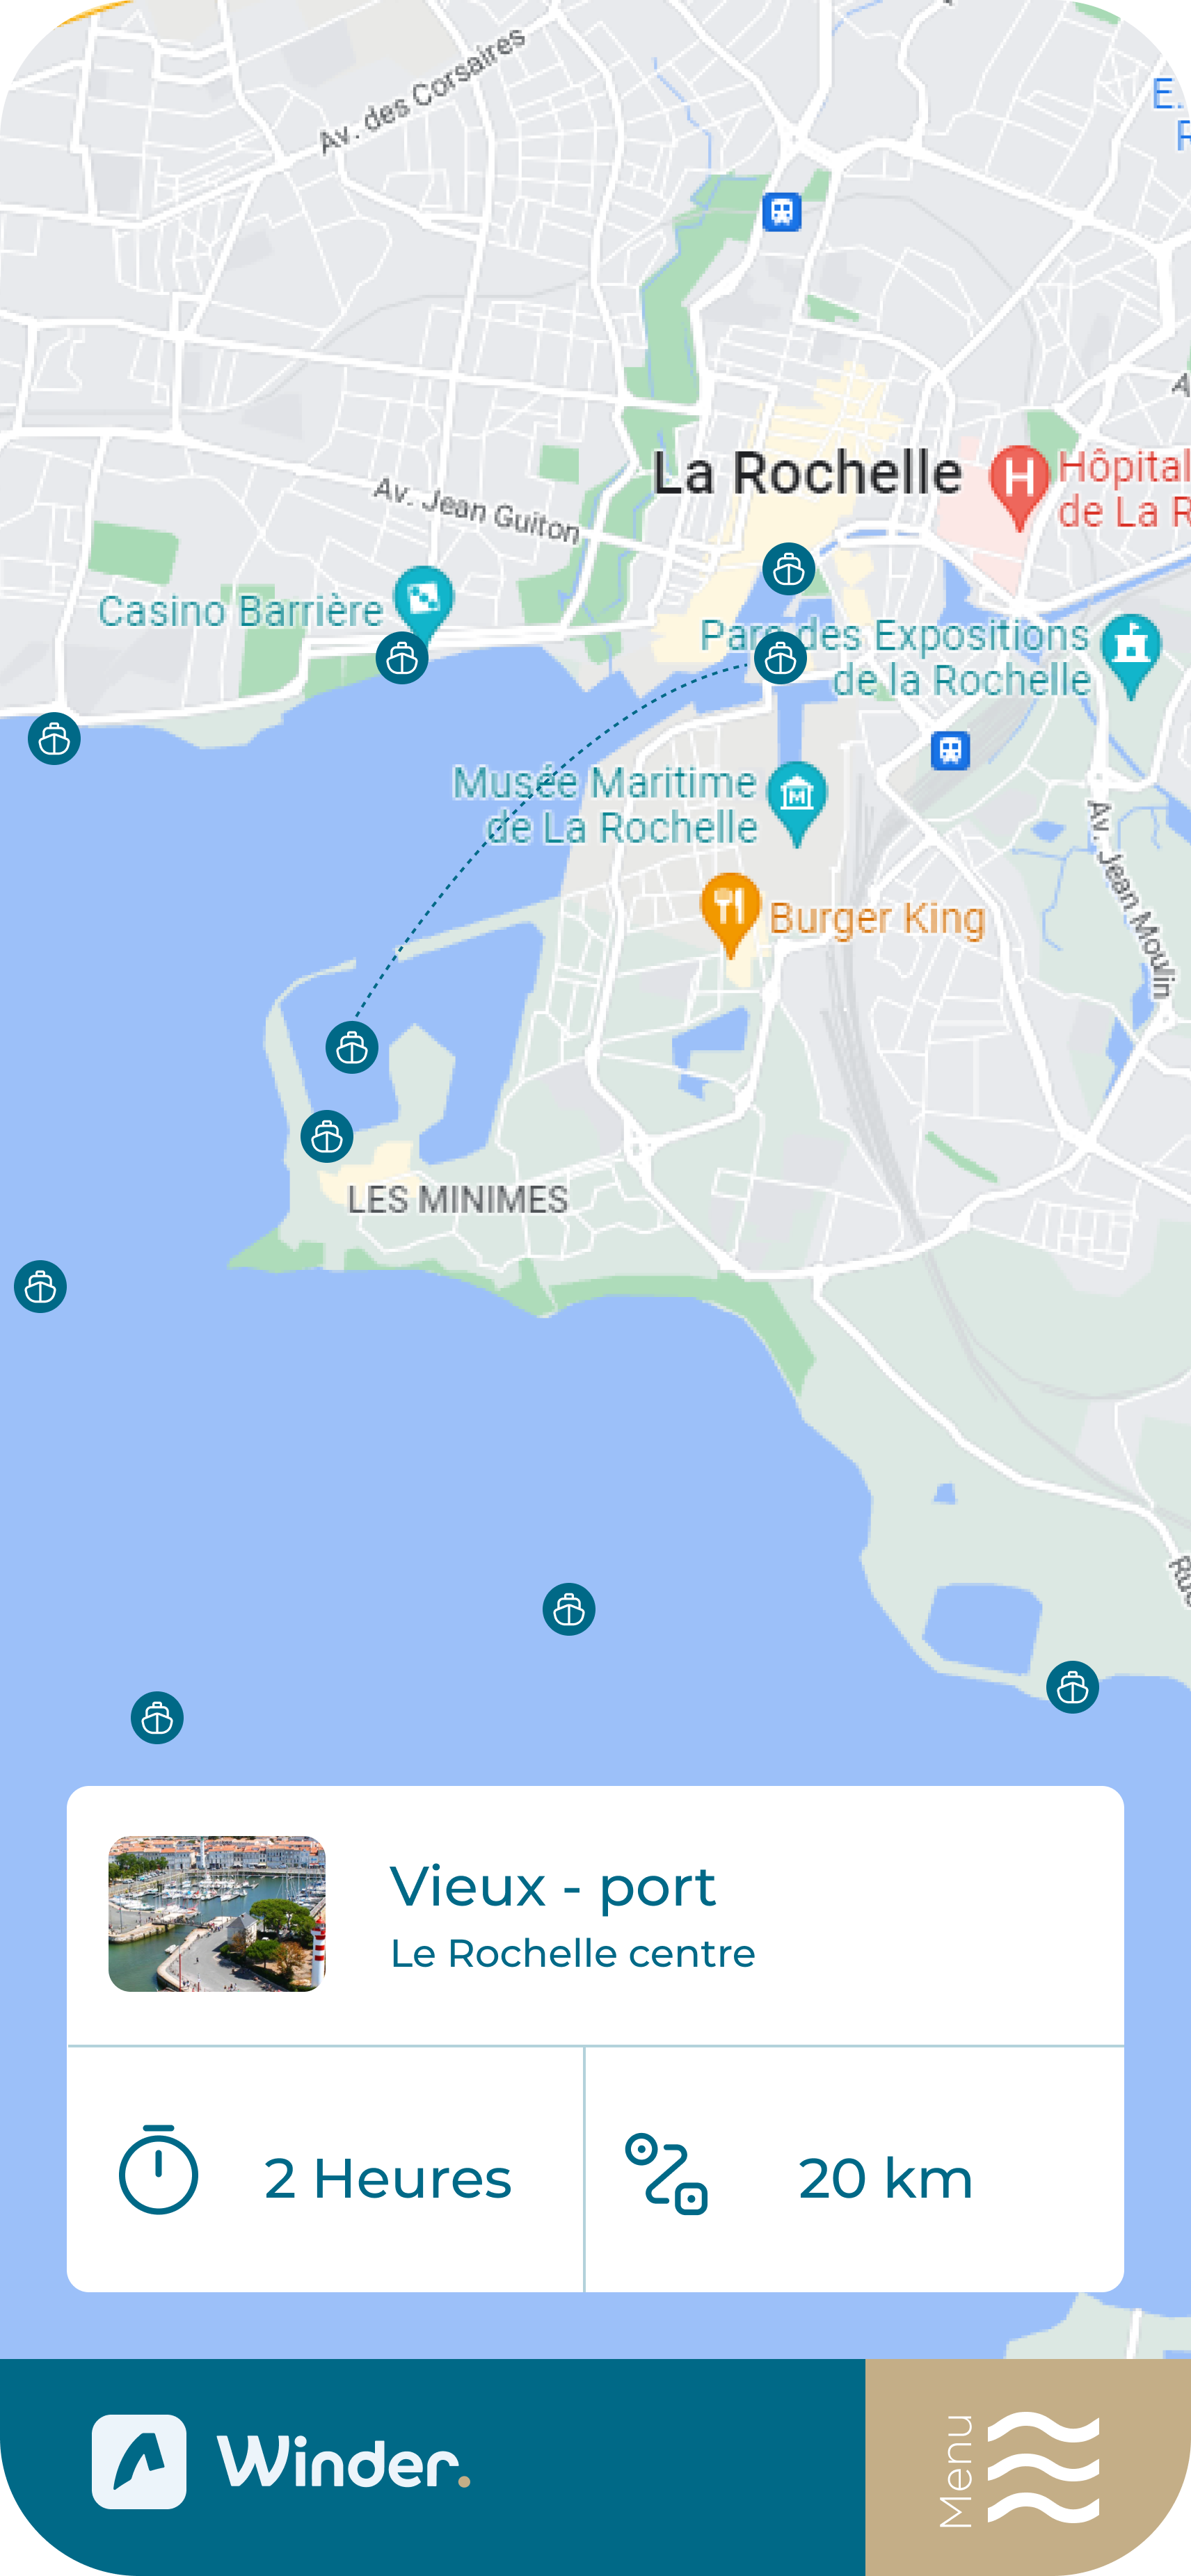 Av. des Corsaires
E.
La Rochelle
Hôpital
de La R
Av. Jean Guiton
Casino Barrière
Parc des Expositions
de la Rochelle
Musée Maritime
de La Rochelle
Av. Jean Moulin
Burger King
LES MINIMES
Vieux - port
Le Rochelle centre
2 Heures
20 km
Winder.
Menu